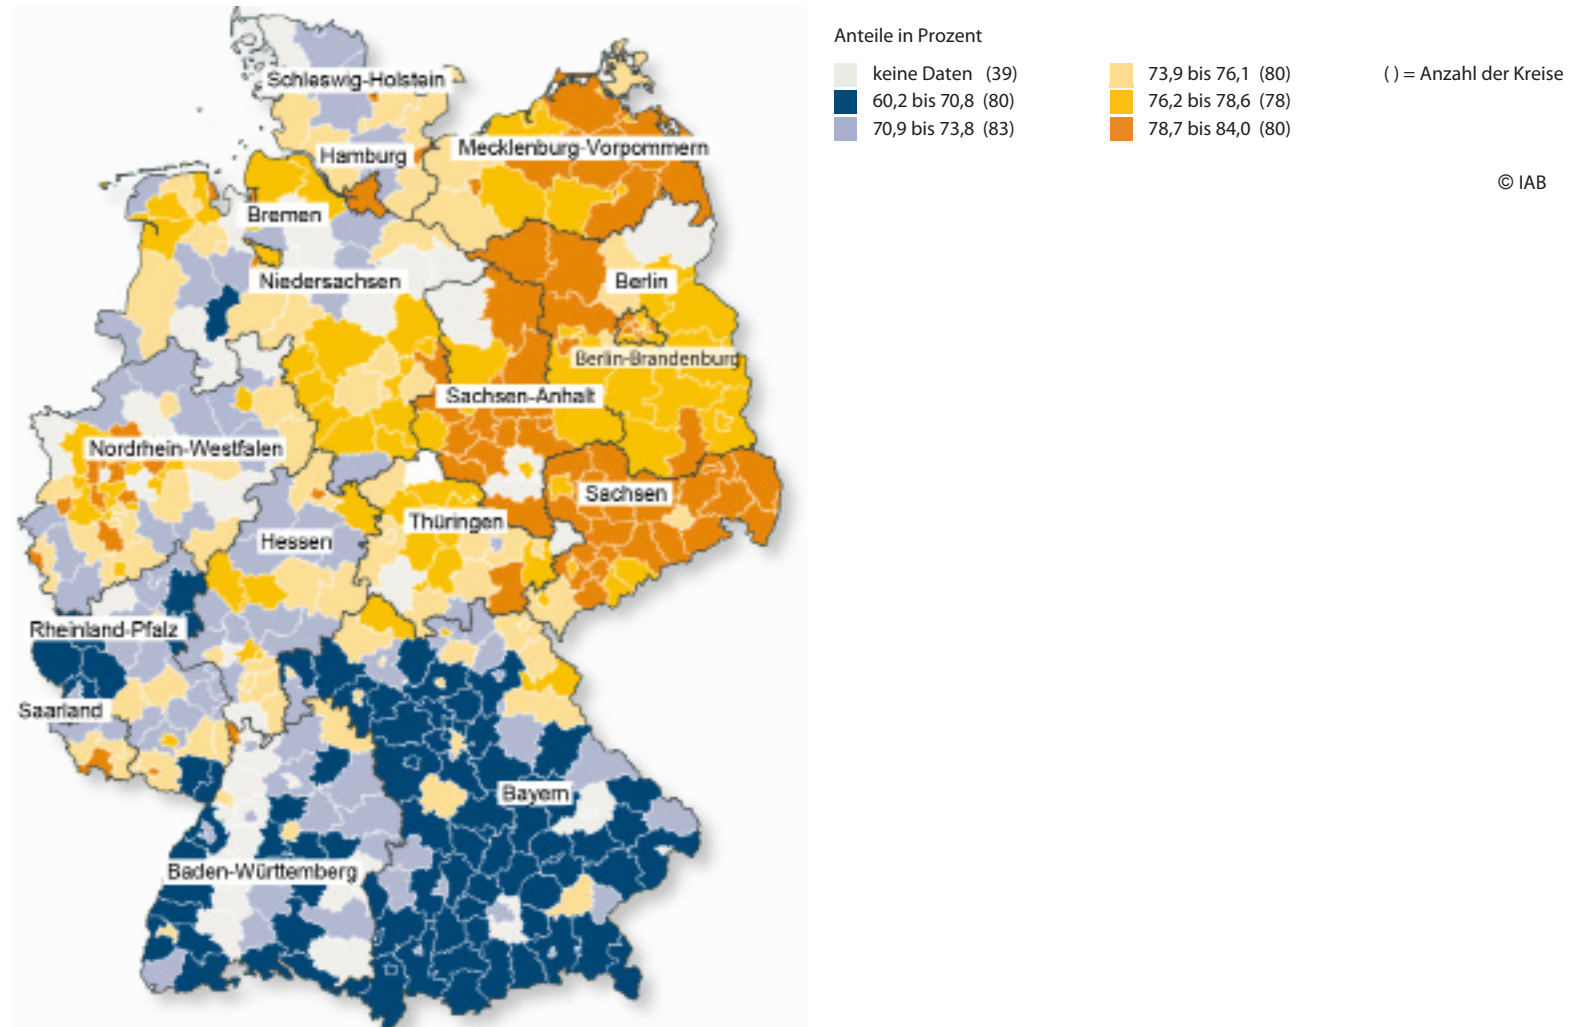 Anteile in Prozent
keine Daten (39)
60,2 bis 70,8 (80)
70,9 bis 73,8 (83)
73,9 bis 76,1 (80)
76,2 bis 78,6 (78)
78,7 bis 84,0 (80)
( ) = Anzahl der Kreise
© IAB
Schleswig-Holstein
Hamburg
Mecklenburg-Vorpommern
Bremen
Niedersachsen
Berlin
Berlin-Brandenburg
Sachsen-Anhalt
Nordrhein-Westfalen
Sachsen
Thüringen
Hessen
Rheinland-Pfalz
Saarland
Bayern
Baden-Württemberg